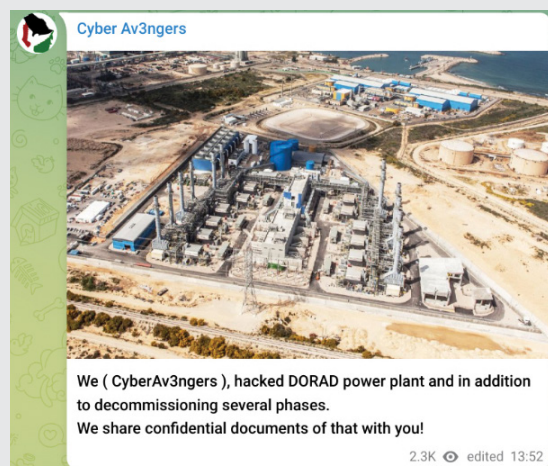 Cyber Av3ngers
We ( CyberAv3ngers ), hacked DORAD power plant and in addition
to decommissioning several phases.
We share confidential documents of that with you!
2.3K edited 13:52